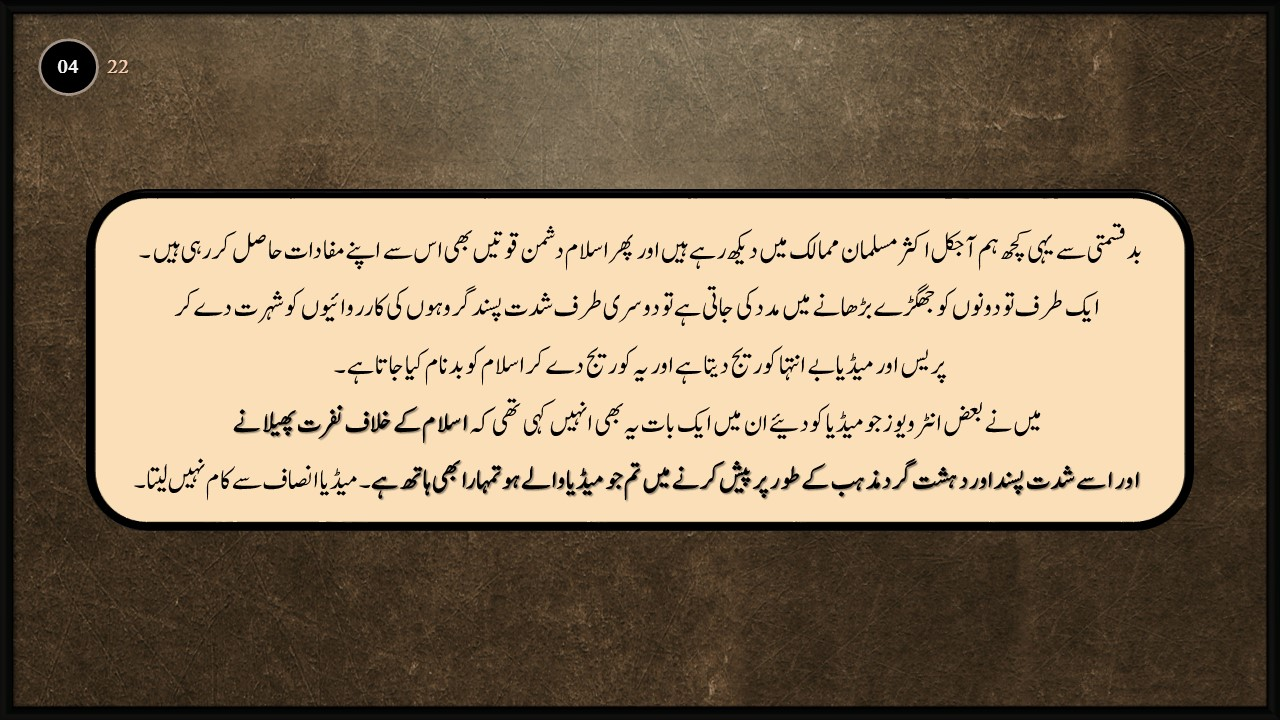 04 22
بدقسمتی سے یہی کچھ ہم آجکل اکثر مسلمان ممالک میں دیکھ رہے ہیں اور پھر اسلام دشمن قوتیں بھی اس سے اپنے مفادات حاصل کر رہی ہیں۔
ایک طرف تو دونوں کو جھگڑے بڑھانے میں مدد کی جاتی ہے تو دوسری طرف شدت پسند گروہوں کی کارروائیوں کو شہرت دے کر
پریس اور میڈیا بے انتہا کوریج دیتا ہے اور یہ کوریج دے کر اسلام کو بدنام کیا جاتا ہے۔
میں نے بعض انٹرویوز جو میڈیا کو دیئے ان میں ایک بات یہ بھی انہیں کہی تھی کہ اسلام کے خلاف نفرت پھیلانے
اور اسے شدت پسند اور دہشت گرد مذہب کے طور پر پیش کرنے میں تم جو میڈیا والے ہو تمہارا بھی ہاتھ ہے۔ میڈیا انصاف سے کام نہیں لیتا۔